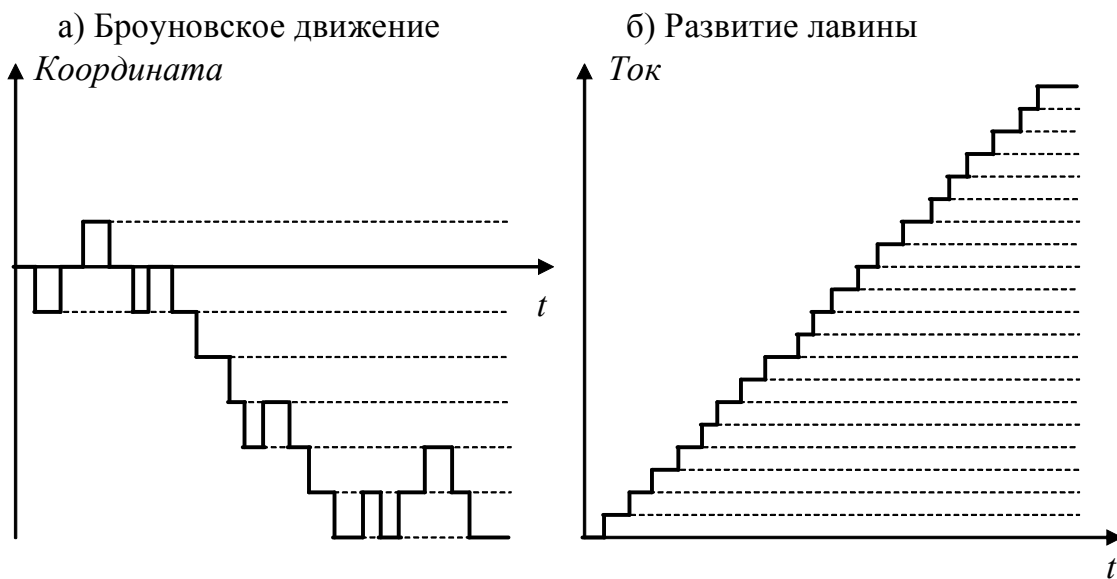 а) Броуновское движение
Координата
t
б) Развитие лавины
Ток
t